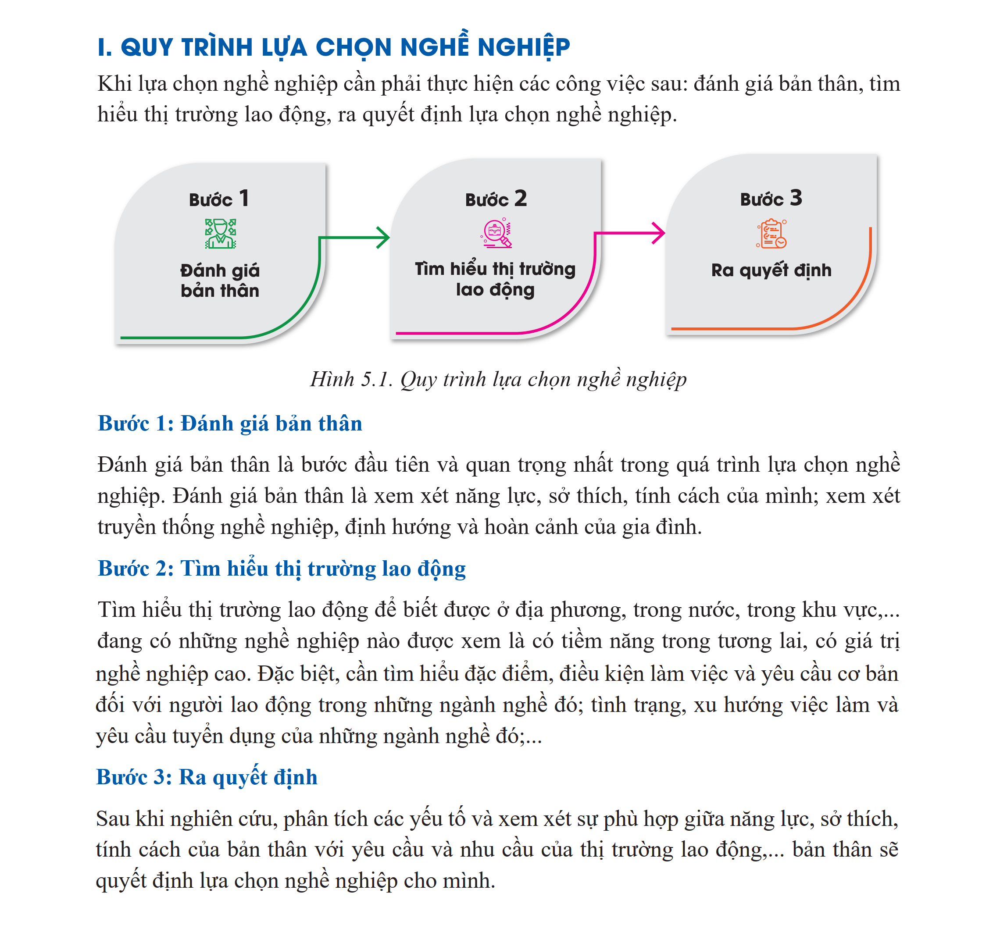 I. QUY TRÌNH LỰA CHỌN NGHỀ NGHIỆP
Khi lựa chọn nghề nghiệp cần phải thực hiện các công việc sau: đánh giá bản thân, tìm
hiểu thị trường lao động, ra quyết định lựa chọn nghề nghiệp.
Bước 1
Đánh giá
bản thân
Bước 2
Tìm hiểu thị trường
lao động
Bước 3
Ra quyết định
Hình 5.1. Quy trình lựa chọn nghề nghiệp
Bước 1: Đánh giá bản thân
Đánh giá bản thân là bước đầu tiên và quan trọng nhất trong quá trình lựa chọn nghề
nghiệp. Đánh giá bản thân là xem xét năng lực, sở thích, tính cách của mình; xem xét
truyền thống nghề nghiệp, định hướng và hoàn cảnh của gia đình.
Bước 2: Tìm hiểu thị trường lao động
Tìm hiểu thị trường lao động để biết được ở địa phương, trong nước, trong khu vực,...
đang có những nghề nghiệp nào được xem là có tiềm năng trong tương lai, có giá trị
nghề nghiệp cao. Đặc biệt, cần tìm hiểu đặc điểm, điều kiện làm việc và yêu cầu cơ bản
đối với người lao động trong những ngành nghề đó; tình trạng, xu hướng việc làm và
yêu cầu tuyển dụng của những ngành nghề đó;...
Bước 3: Ra quyết định
Sau khi nghiên cứu, phân tích các yếu tố và xem xét sự phù hợp giữa năng lực, sở thích,
tính cách của bản thân với yêu cầu và nhu cầu của thị trường lao động,... bản thân sẽ
quyết định lựa chọn nghề nghiệp cho mình.